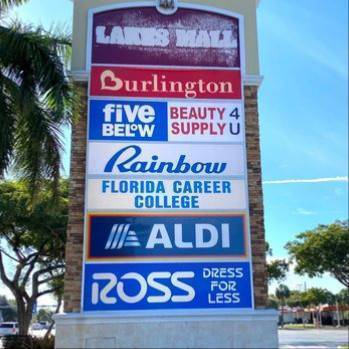 LAKES MALL
Burlington
five BELOW
BEAUTY 4
SUPPLY U
Rainbow
FLORIDA CAREER
COLLEGE
ALDI
ROSS DRESS
FOR
LESS